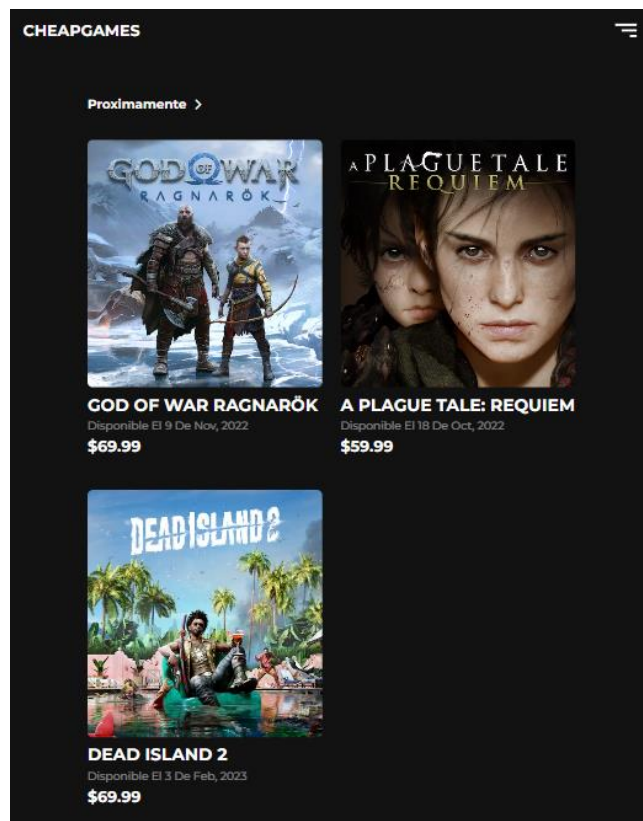 CHEAPGAMES
Proximamente >
GOD OF WAR
RAGNARÖK
A PLAGUE TALE
REQUIEM
GOD OF WAR RAGNARÖK
Disponible El 9 De Nov, 2022
$69.99
A PLAGUE TALE: REQUIEM
Disponible El 18 De Oct, 2022
$59.99
DEAD ISLAND 2
DEAD ISLAND 2
Disponible El 3 De Feb, 2023
$69.99